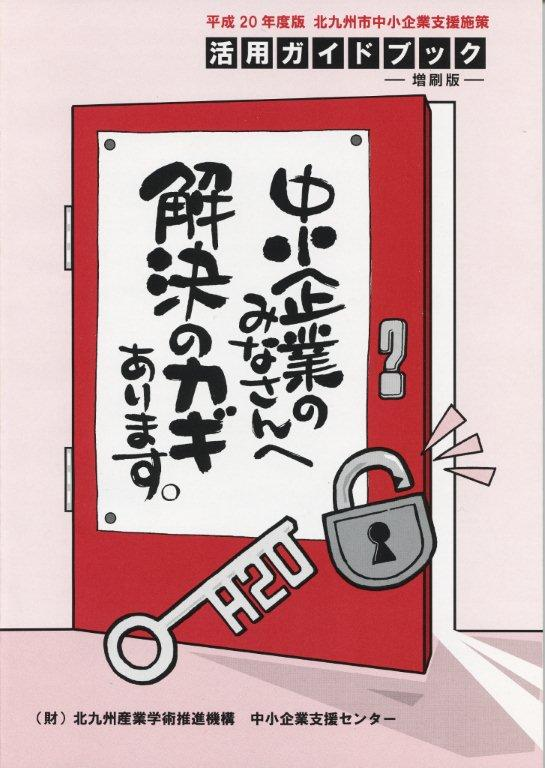 平成20年度版 北九州市中小企業支援施策
活用ガイドブック
―増刷版―
中小企業の
みなさんへ
解決のカギ
あります。
?
H20
（財）北九州産業学術推進機構 中小企業支援センター